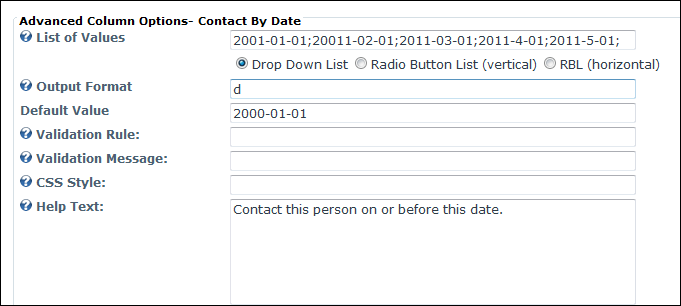 Advanced Column Options- Contact By Date
List of Values 2001-01-01;20011-02-01;2011-03-01;2011-4-01;2011-5-01;
Drop Down List Radio Button List (vertical) RBL (horizontal)
Output Format d
Default Value 2000-01-01
Validation Rule:
Validation Message:
CSS Style:
Help Text: Contact this person on or before this date.